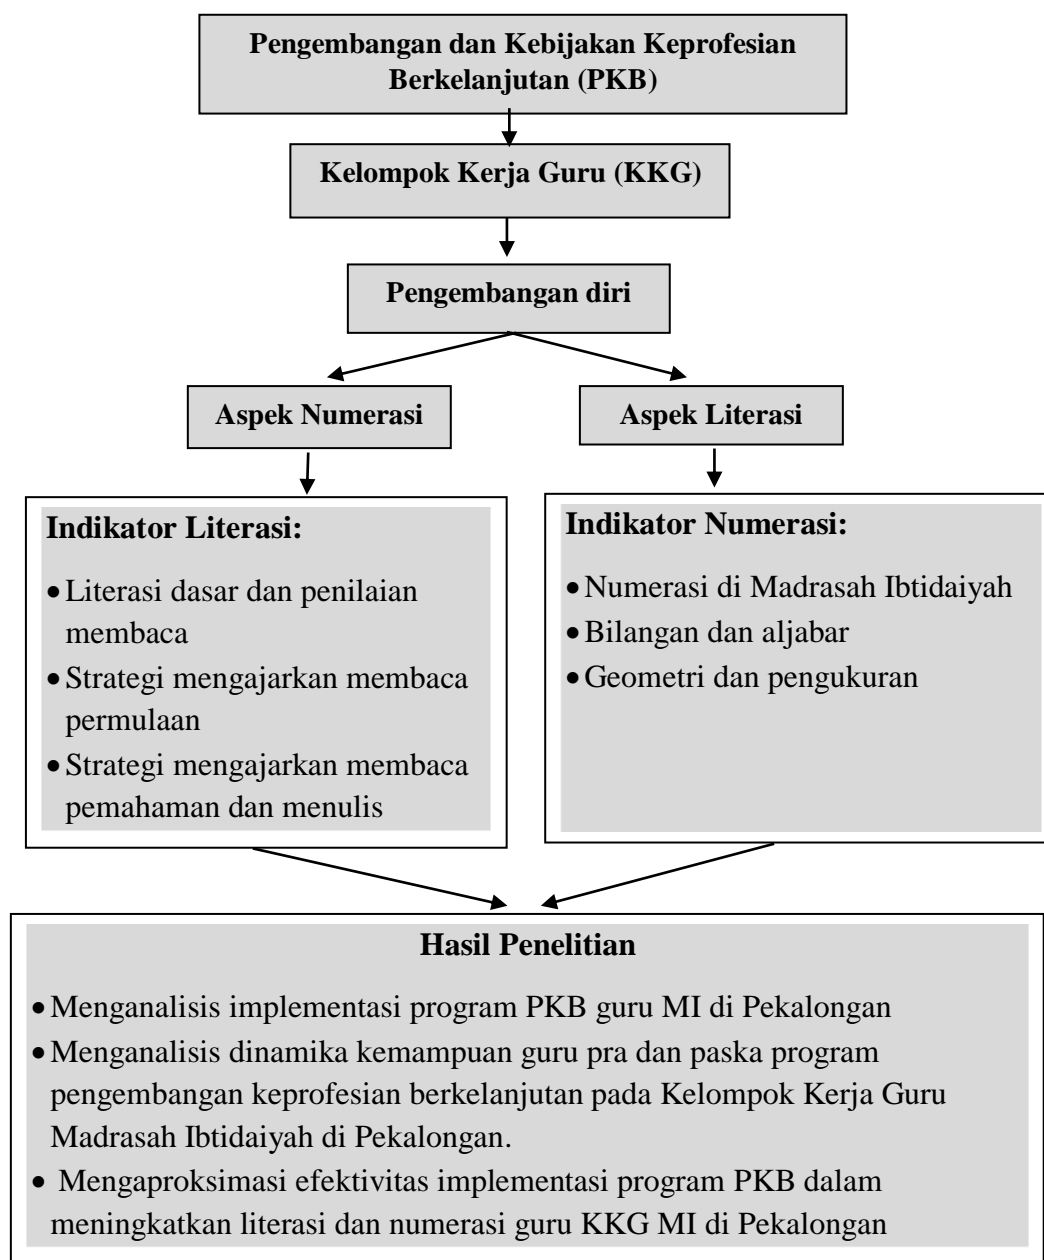 Pengembangan dan Kebijakan Keprofesian
Berkelanjutan (PKB)
Kelompok Kerja Guru (KKG)
Pengembangan diri
Aspek Numerasi
Aspek Literasi
Indikator Literasi:
• Literasi dasar dan penilaian
membaca
• Strategi mengajarkan membaca
permulaan
• Strategi mengajarkan membaca
pemahaman dan menulis
Indikator Numerasi:
• Numerasi di Madrasah Ibtidaiyah
• Bilangan dan aljabar
• Geometri dan pengukuran
Hasil Penelitian
• Menganalisis implementasi program PKB guru MI di Pekalongan
• Menganalisis dinamika kemampuan guru pra dan paska program
pengembangan keprofesian berkelanjutan pada Kelompok Kerja Guru
Madrasah Ibtidaiyah di Pekalongan.
• Mengaproksimasi efektivitas implementasi program PKB dalam
meningkatkan literasi dan numerasi guru KKG MI di Pekalongan